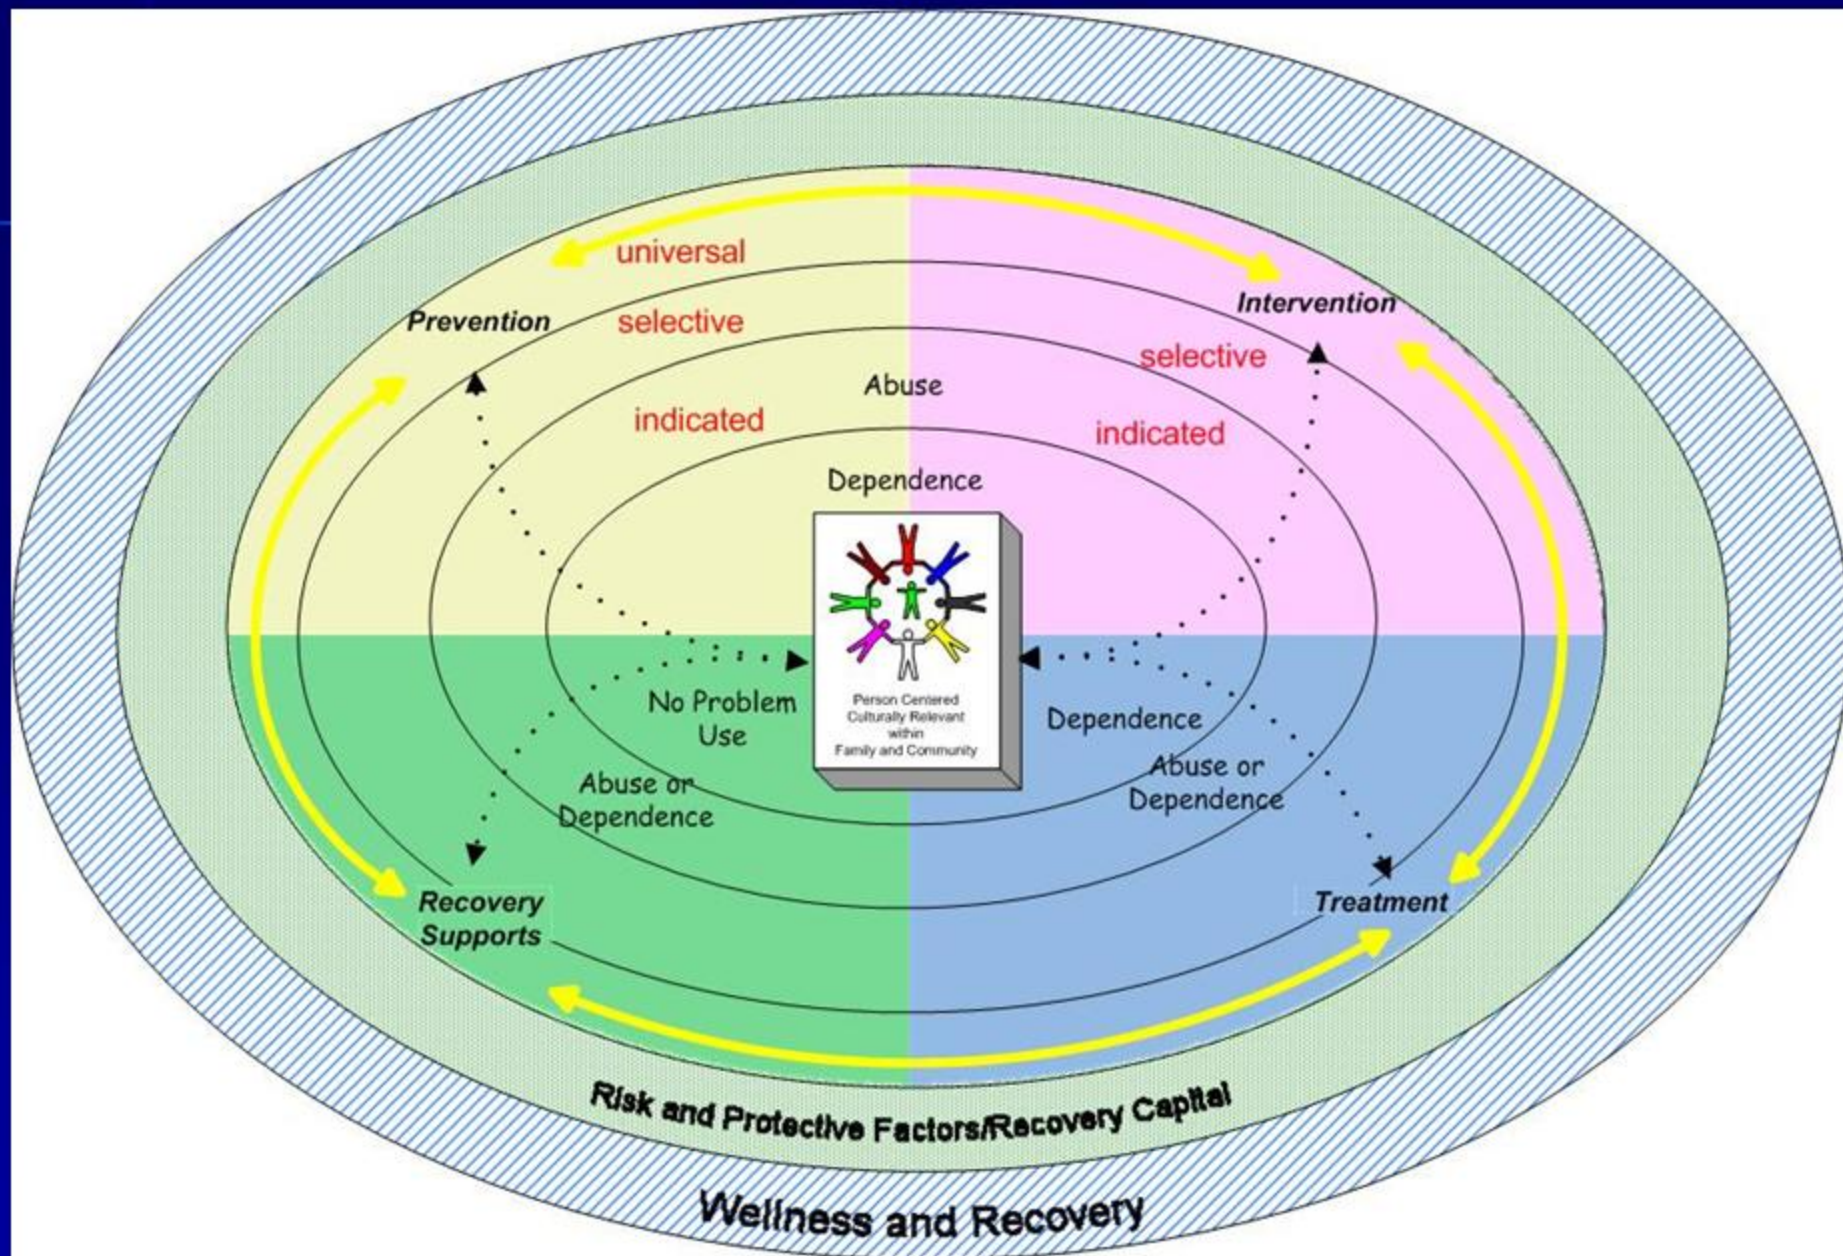 universal
Intervention
Prevention
selective
selective
Abuse
indicated
indicated
Dependence
Person Centered
Culturally Relevant
within
Family and Community
No Problem
Use
Dependence
Abuse or
Dependence
Abuse or
Dependence
Recovery
Supports
Treatment
Risk and Protective Factors/Recovery Capital
Wellness and Recovery